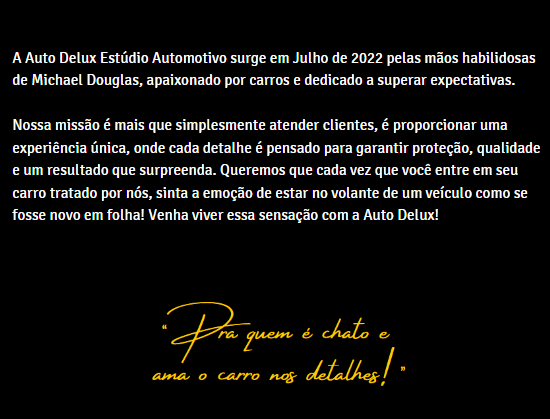 A Auto Delux Estúdio Automotivo surge em Julho de 2022 pelas mãos habilidosas
de Michael Douglas, apaixonado por carros e dedicado a superar expectativas.
Nossa missão é mais que simplesmente atender clientes, é proporcionar uma
experiência única, onde cada detalhe é pensado para garantir proteção, qualidade
e um resultado que surpreenda. Queremos que cada vez que você entre em seu
carro tratado por nós, sinta a emoção de estar no volante de um veículo como se
fosse novo em folha! Venha viver essa sensação com a Auto Delux!
“Pra quem é chato e
ama o carro nos detalhes!”